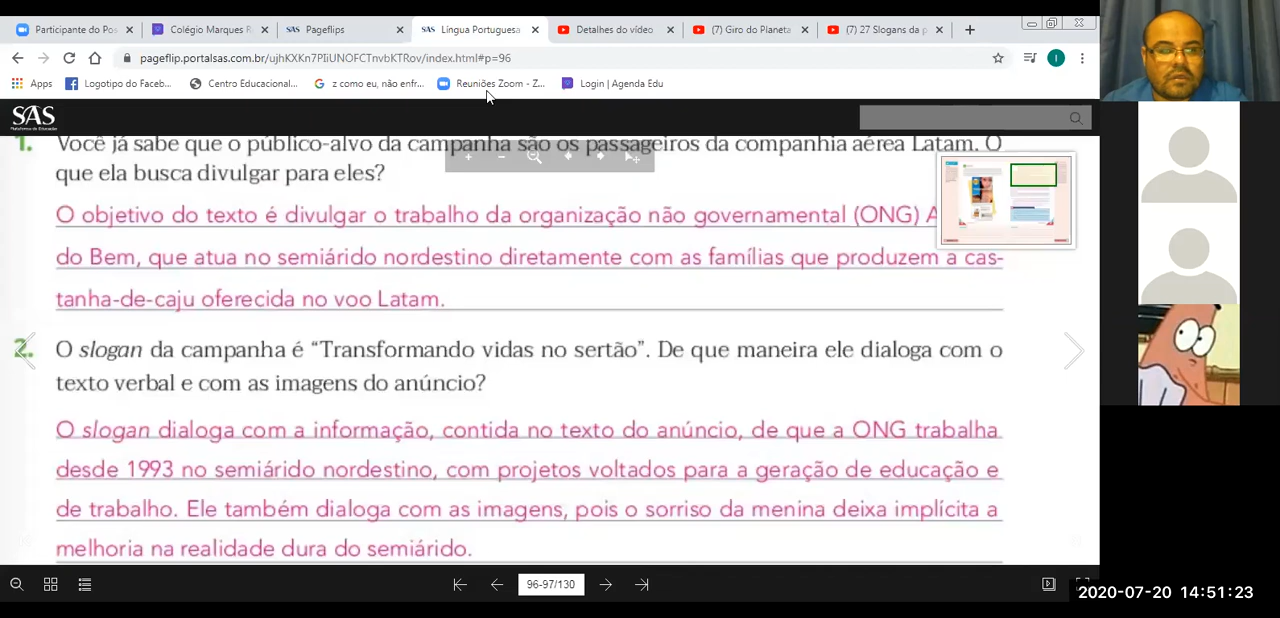 Participante do Pos
Colégio Marques R
SAS Pageflips
SAS Língua Portuguesa
Detalhes do vídeo
(7) Giro do Planeta
(7) 27 Slogans da p
pageflip.portalsas.com.br/
index.html#p=96
I
Apps
Logotipo do Faceb...
Centro Educacional...
z como eu, não enfr...
Reuniões Zoom - Z...
Login | Agenda Edu
SAS
Plataforma de Educação
1. Você já sabe que o público-alvo da campanha são os passageiros da companhia aérea Latam. O
que ela busca divulgar para eles?
O objetivo do texto é divulgar o trabalho da organização não governamental (ONG) A
do Bem, que atua no semiárido nordestino diretamente com as famílias que produzem a cas-
tanha-de-caju oferecida no voo Latam.
2. O slogan da campanha é “Transformando vidas no sertão”. De que maneira ele dialoga com o
texto verbal e com as imagens do anúncio?
O slogan dialoga com a informação, contida no texto do anúncio, de que a ONG trabalha
desde 1993 no semiárido nordestino, com projetos voltados para a geração de educação e
de trabalho. Ele também dialoga com as imagens, pois o sorriso da menina deixa implícita a
melhoria na realidade dura do semiárido.
96-97/130
2020-07-20 14:51:23